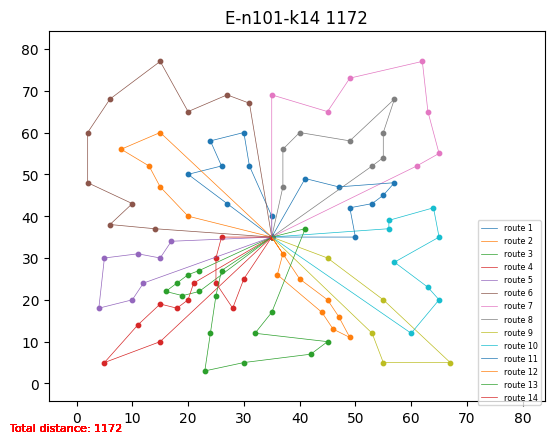 E-n101-k14 1172
80
70
60
50
40
30
20
10
0
0 10 20 30 40 50 60 70 80
route 1
route 2
route 3
route 4
route 5
route 6
route 7
route 8
route 9
route 10
route 11
route 12
route 13
route 14
Total distance: 1172